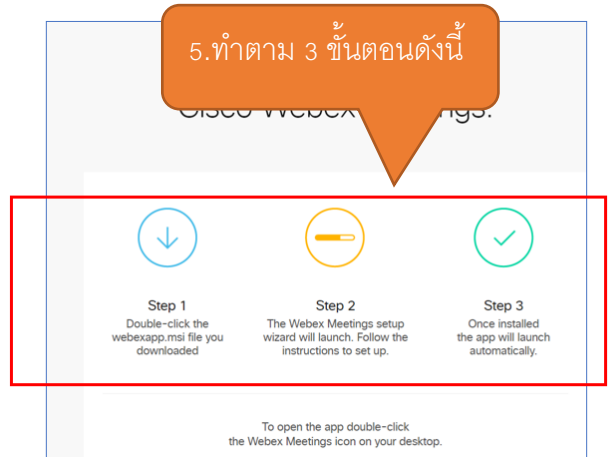 5.ทำตาม 3 ขั้นตอนดังนี้
Cisco Webex
ngs.
Step 1
Double-click the
webexapp.msi file you
downloaded
Step 2
The Webex Meetings setup
wizard will launch. Follow the
instructions to set up.
Step 3
Once installed
the app will launch
automatically.
To open the app double-click
the Webex Meetings icon on your desktop.